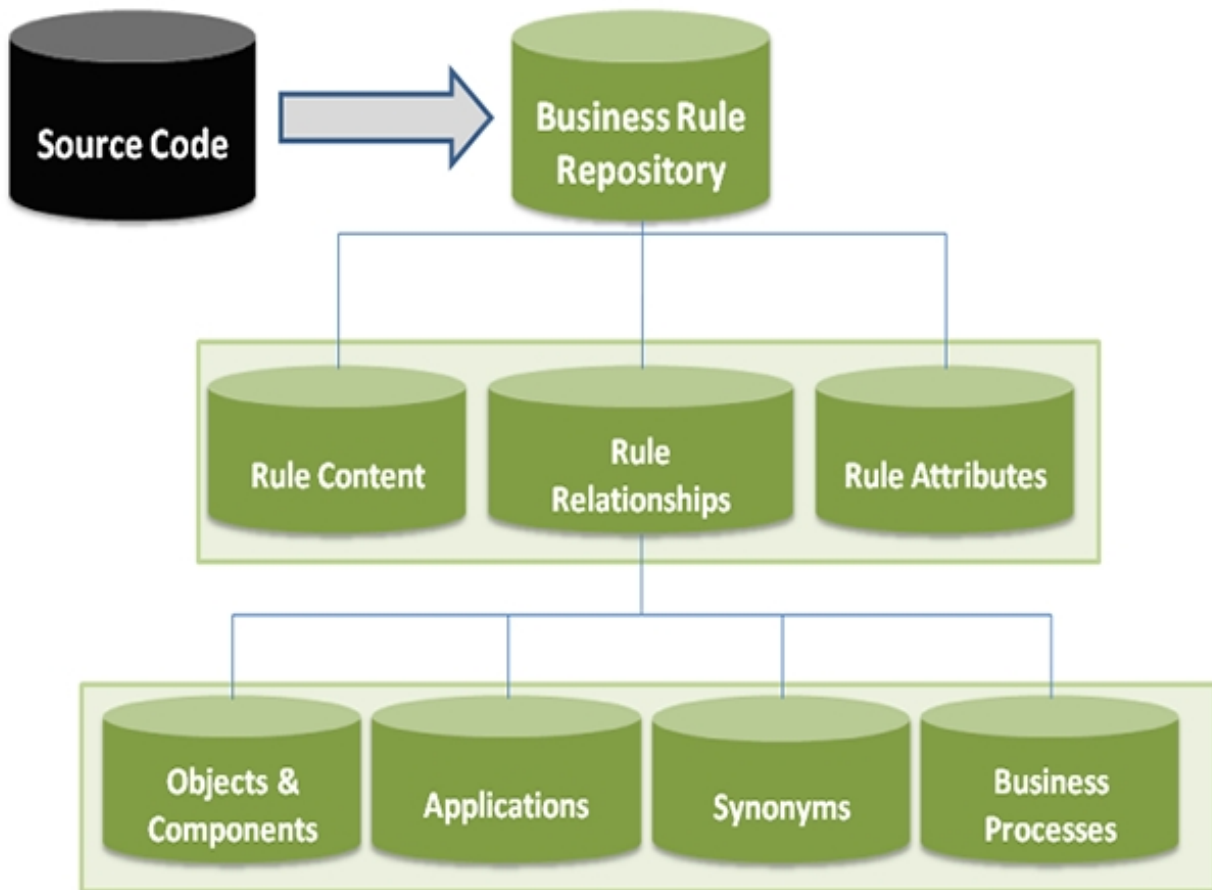 Source Code
Business Rule
Repository
Rule Content
Rule
Relationships
Rule Attributes
Objects &
Components
Applications
Synonyms
Business
Processes